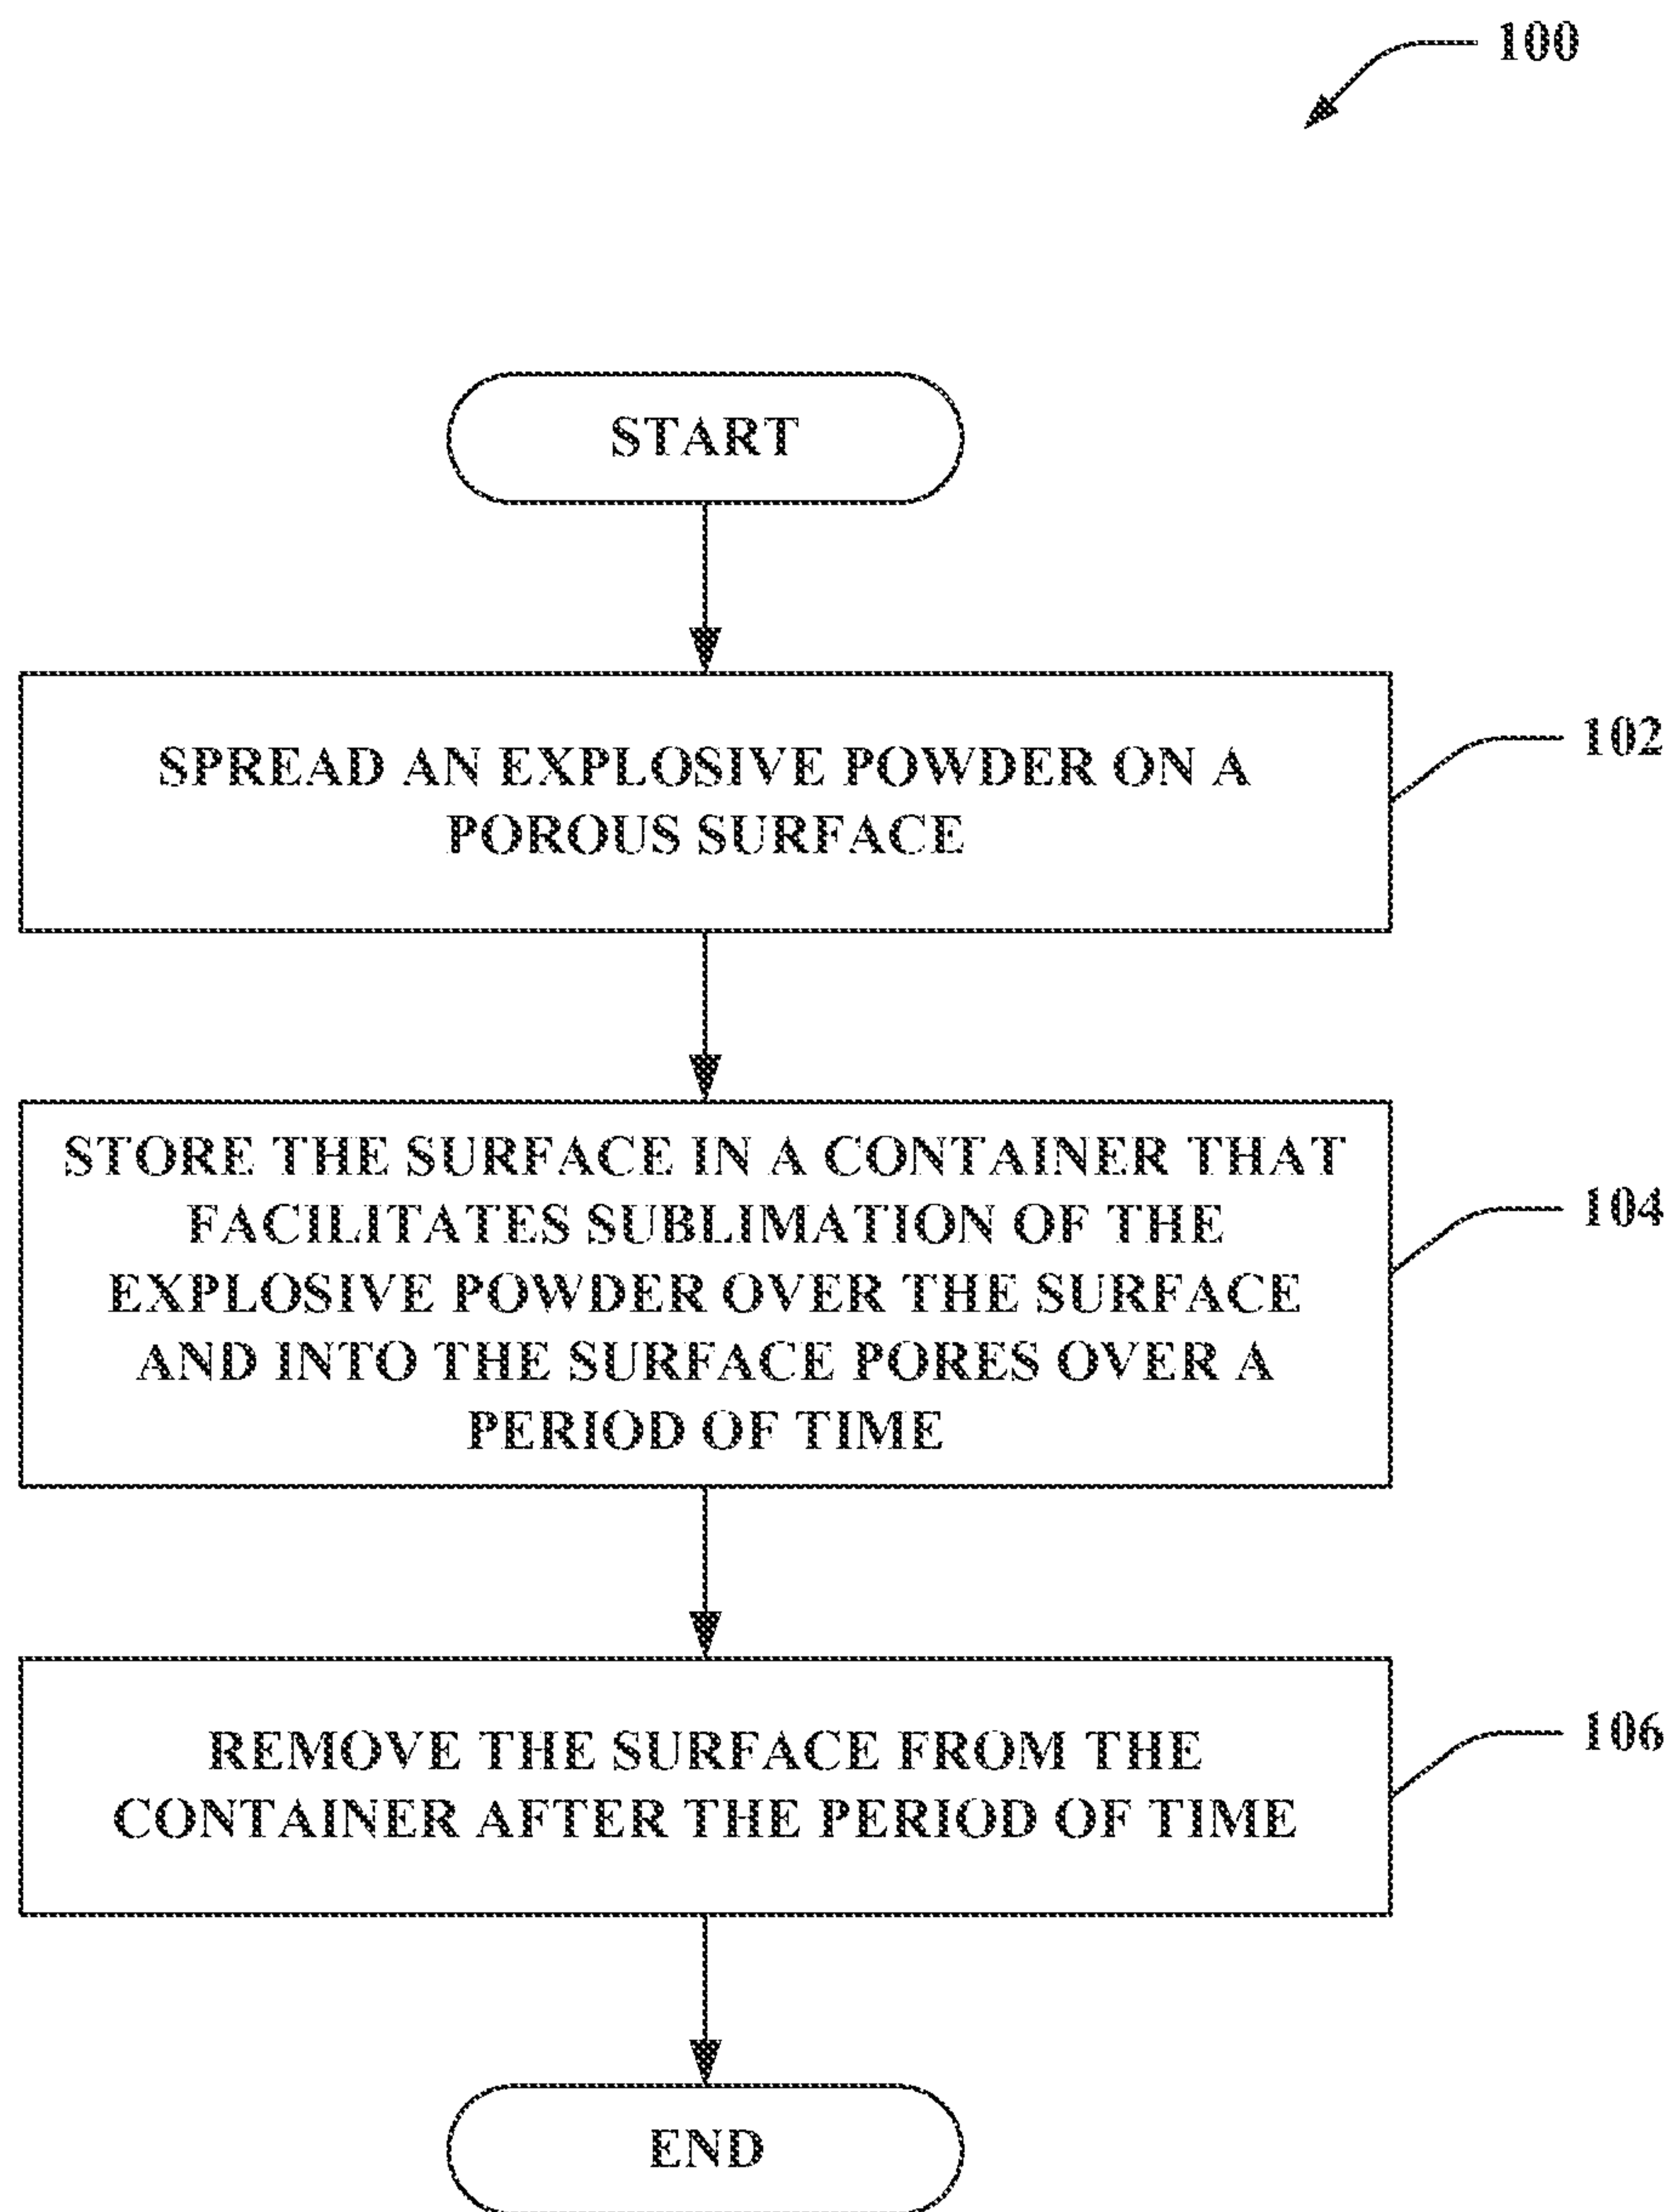 100
START
SPREAD AN EXPLOSIVE POWDER ON A
POROUS SURFACE
102
STORE THE SURFACE IN A CONTAINER THAT
FACILITATES SUBLIMATION OF THE
EXPLOSIVE POWDER OVER THE SURFACE
AND INTO THE SURFACE PORES OVER A
PERIOD OF TIME
104
REMOVE THE SURFACE FROM THE
CONTAINER AFTER THE PERIOD OF TIME
106
END